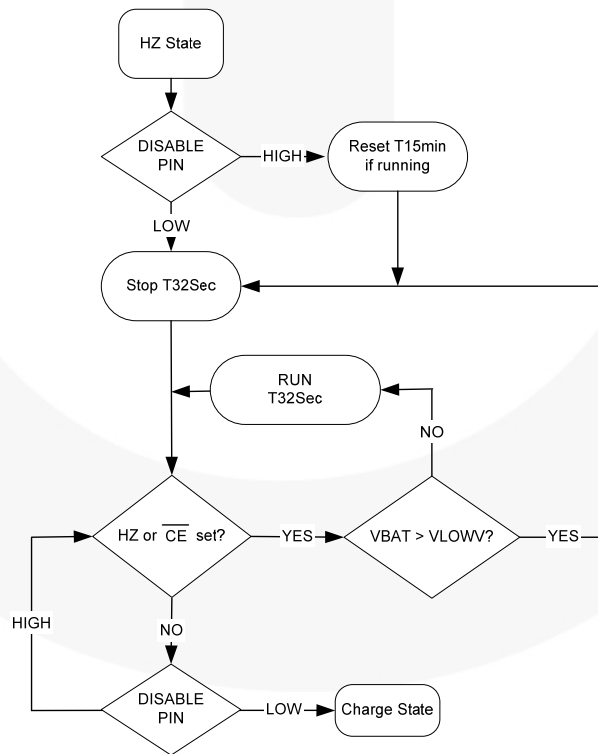 HZ State
DISABLE
PIN
HIGH
Reset T15min
if running
LOW
Stop T32Sec
RUN
T32Sec
NO
HZ or C̅E̅ set?
YES
VBAT > VLOWV?
YES
HIGH
NO
DISABLE
PIN
LOW
Charge State